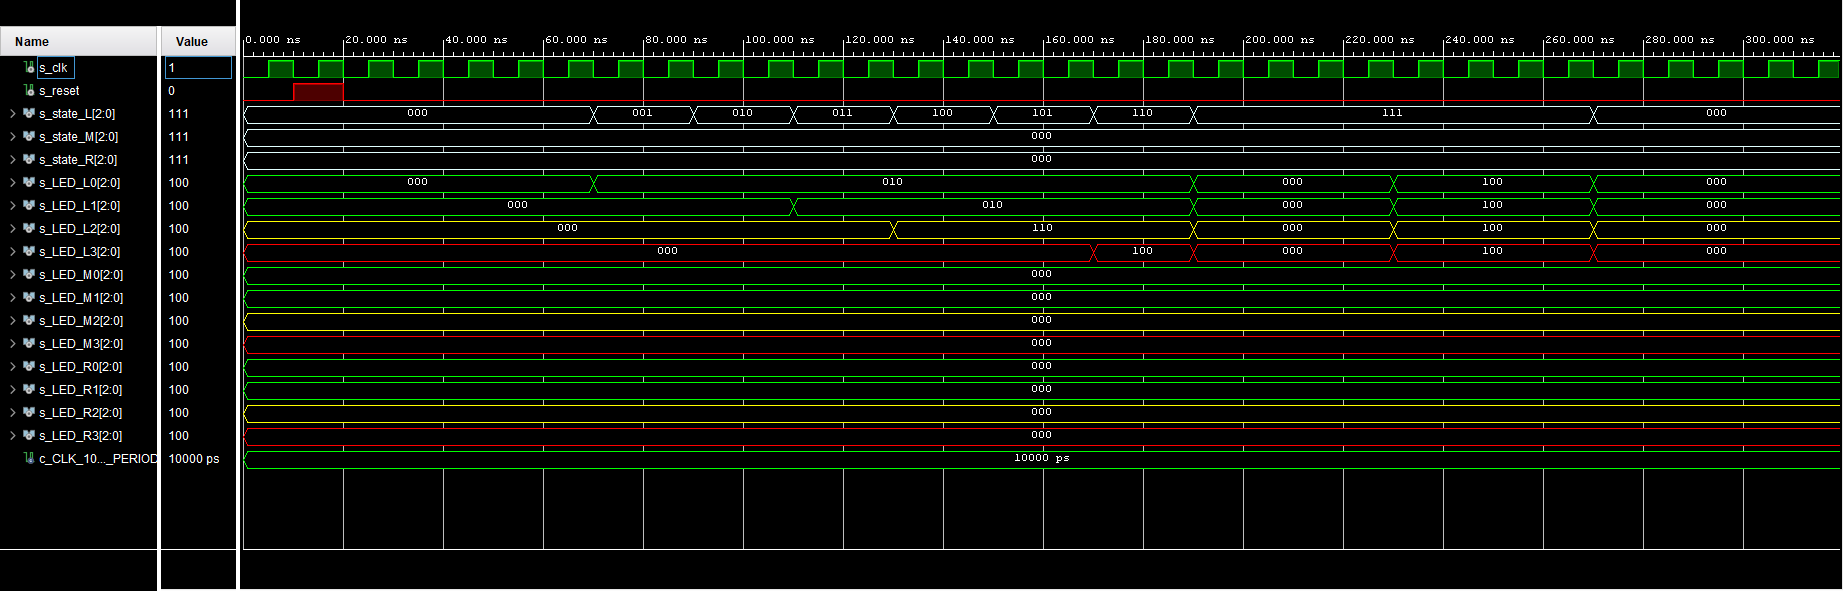 Name Value 0.000 ns 20.000 ns 40.000 ns 60.000 ns 80.000 ns 100.000 ns 120.000 ns 140.000 ns 160.000 ns 180.000 ns 200.000 ns 220.000 ns 240.000 ns 260.000 ns 280.000 ns 300.000 ns
s_clk 1
s_reset 0
s_state_L[2:0] 111 000 001 010 011 100 101 110 111 000
s_state_M[2:0] 111 000
s_state_R[2:0] 111 000
s_LED_L0[2:0] 100 000 010 000 100 000
s_LED_L1[2:0] 100 000 010 000 100 000
s_LED_L2[2:0] 100 000 110 000 100 000
s_LED_L3[2:0] 100 000 100 000 100 000
s_LED_M0[2:0] 100 000
s_LED_M1[2:0] 100 000
s_LED_M2[2:0] 100 000
s_LED_M3[2:0] 100 000
s_LED_R0[2:0] 100 000
s_LED_R1[2:0] 100 000
s_LED_R2[2:0] 100 000
s_LED_R3[2:0] 100 000
c_CLK_10..._PERIOD 10000 ps 10000 ps